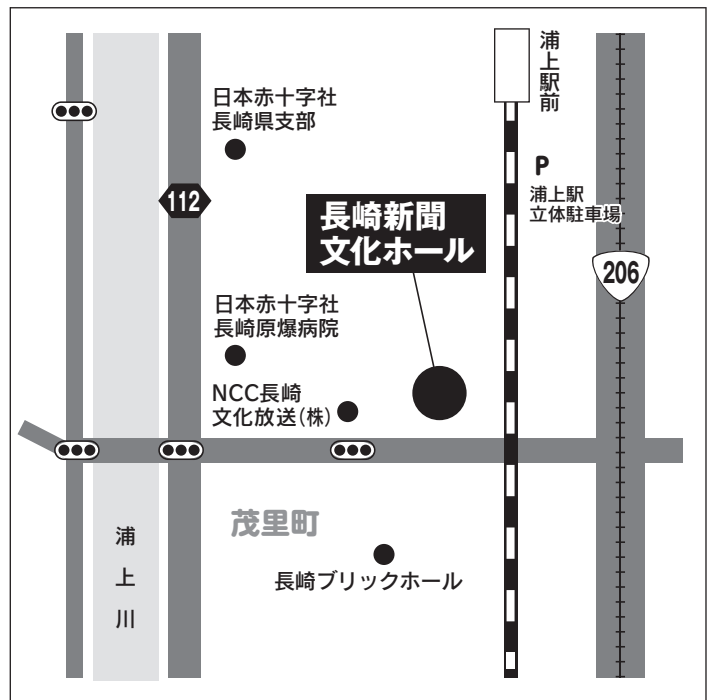 浦上駅前
日本赤十字社
長崎県支部
P
浦上駅
立体駐車場
112
長崎新聞
文化ホール
206
日本赤十字社
長崎原爆病院
NCC長崎
文化放送(株)
茂里町
浦上川
長崎ブリックホール